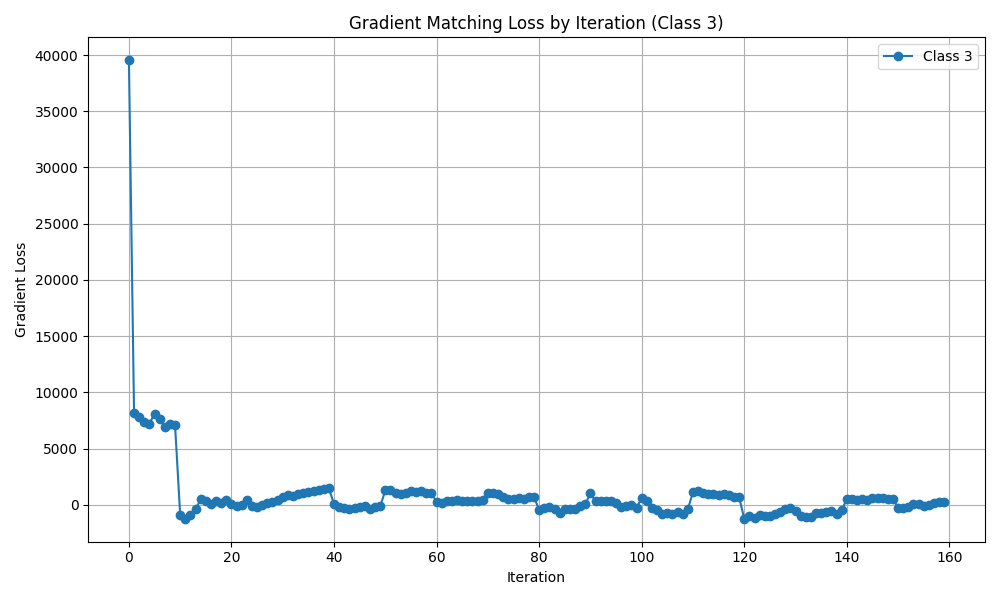 Gradient Matching Loss by Iteration (Class 3)
Class 3
40000
35000
30000
25000
20000
15000
10000
5000
0
Gradient Loss
0 20 40 60 80 100 120 140 160
Iteration